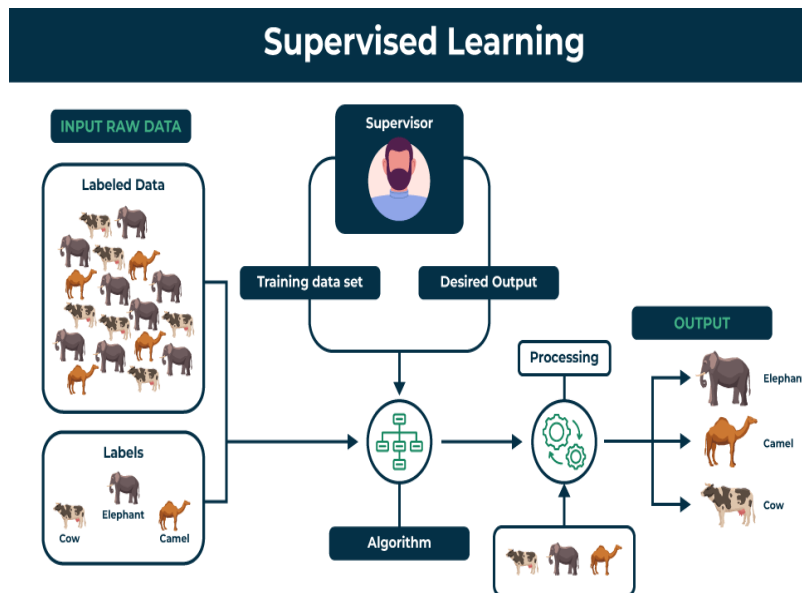 Supervised Learning
INPUT RAW DATA
Labeled Data
Supervisor
Training data set
Desired Output
OUTPUT
Processing
Elephan
Camel
Cow
Labels
Elephant
Cow
Camel
Algorithm